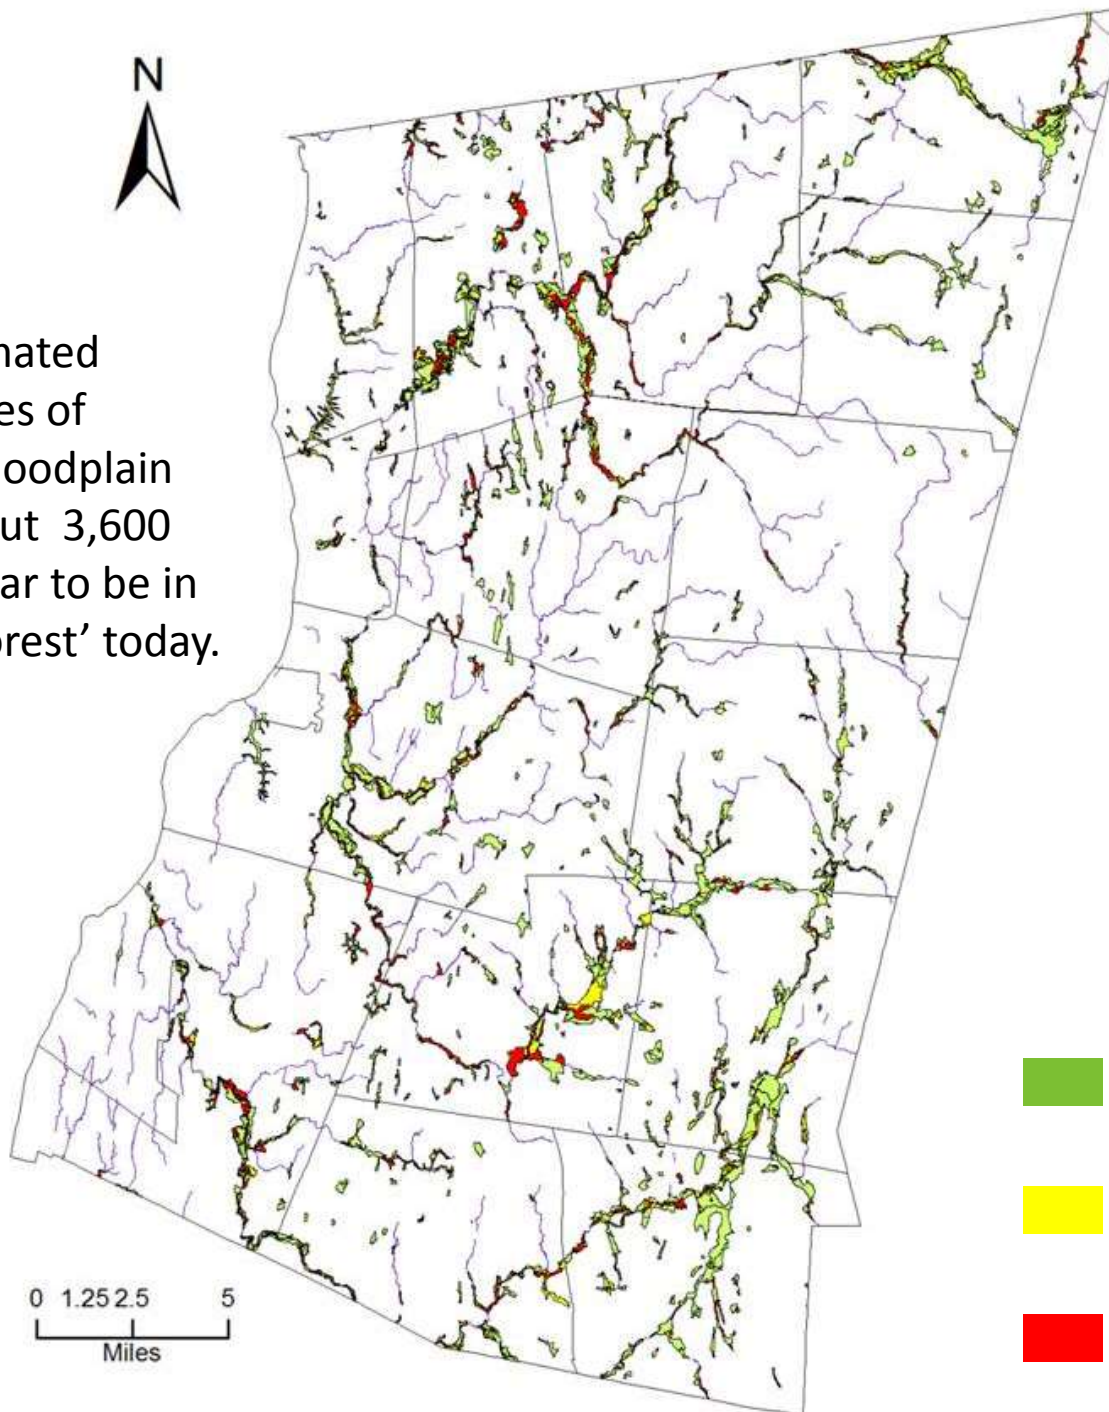 N
nated
es of
oodplain
ut 3,600
ar to be in
orest’ today.
0 1.25 2.5 5
Miles